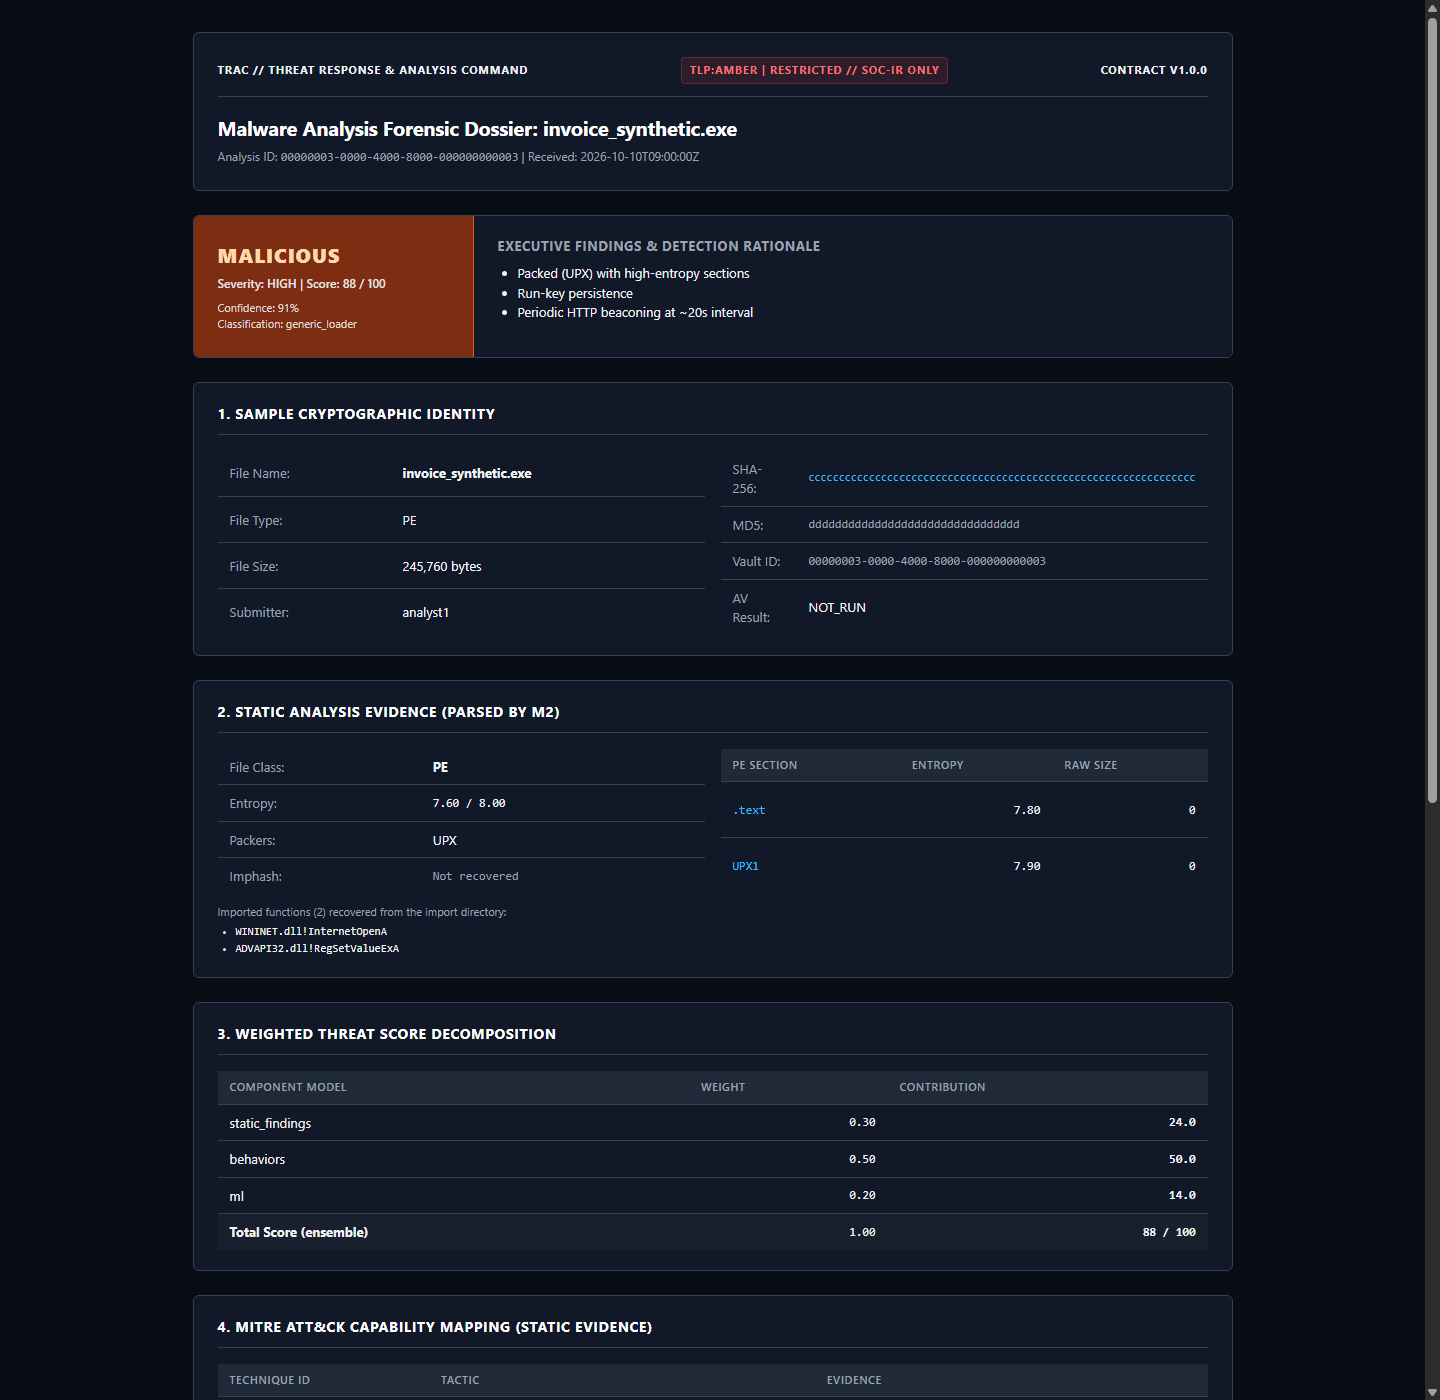 TRAC // THREAT RESPONSE & ANALYSIS COMMAND
TLP:AMBER | RESTRICTED // SOC-IR ONLY
CONTRACT V1.0.0
Malware Analysis Forensic Dossier: invoice_synthetic.exe
Analysis ID: 00000003-0000-4000-8000-000000000003 | Received: 2026-10-10T09:00:00Z
MALICIOUS
Severity: HIGH | Score: 88 / 100
Confidence: 91%
Classification: generic_loader
EXECUTIVE FINDINGS & DETECTION RATIONALE
• Packed (UPX) with high-entropy sections
• Run-key persistence
• Periodic HTTP beaconing at ~20s interval
1. SAMPLE CRYPTOGRAPHIC IDENTITY
File Name: invoice_synthetic.exe
File Type: PE
File Size: 245,760 bytes
Submitter: analyst1
SHA-
256: cccccccccccccccccccccccccccccccccccccccccccccccccccccccccccccccc
MD5: dddddddddddddddddddddddddddddddd
Vault ID: 00000003-0000-4000-8000-000000000003
AV
Result: NOT_RUN
2. STATIC ANALYSIS EVIDENCE (PARSED BY M2)
File Class: PE
Entropy: 7.60 / 8.00
Packers: UPX
Imphash: Not recovered
PE SECTION ENTROPY RAW SIZE
.text 7.80 0
UPX1 7.90 0
Imported functions (2) recovered from the import directory:
• WININET.dll!InternetOpenA
• ADVAPI32.dll!RegSetValueExA
3. WEIGHTED THREAT SCORE DECOMPOSITION
COMPONENT MODEL WEIGHT CONTRIBUTION
static_findings 0.30 24.0
behaviors 0.50 50.0
ml 0.20 14.0
Total Score (ensemble) 1.00 88 / 100
4. MITRE ATT&CK CAPABILITY MAPPING (STATIC EVIDENCE)
TECHNIQUE ID TACTIC EVIDENCE